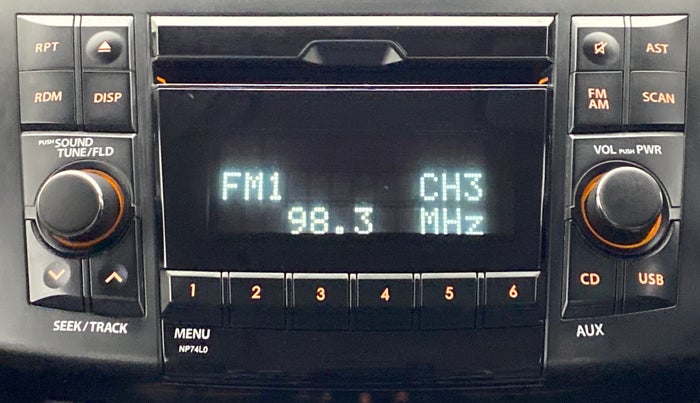 RPT
RDM DISP
PUSH SOUND
TUNE/FLD
SEEK/TRACK
FM1 CH3
98.3 MHz
1 2 3 4 5 6
MENU
NP74L0
AST
FM
AM
SCAN
VOL PUSH PWR
CD USB
AUX